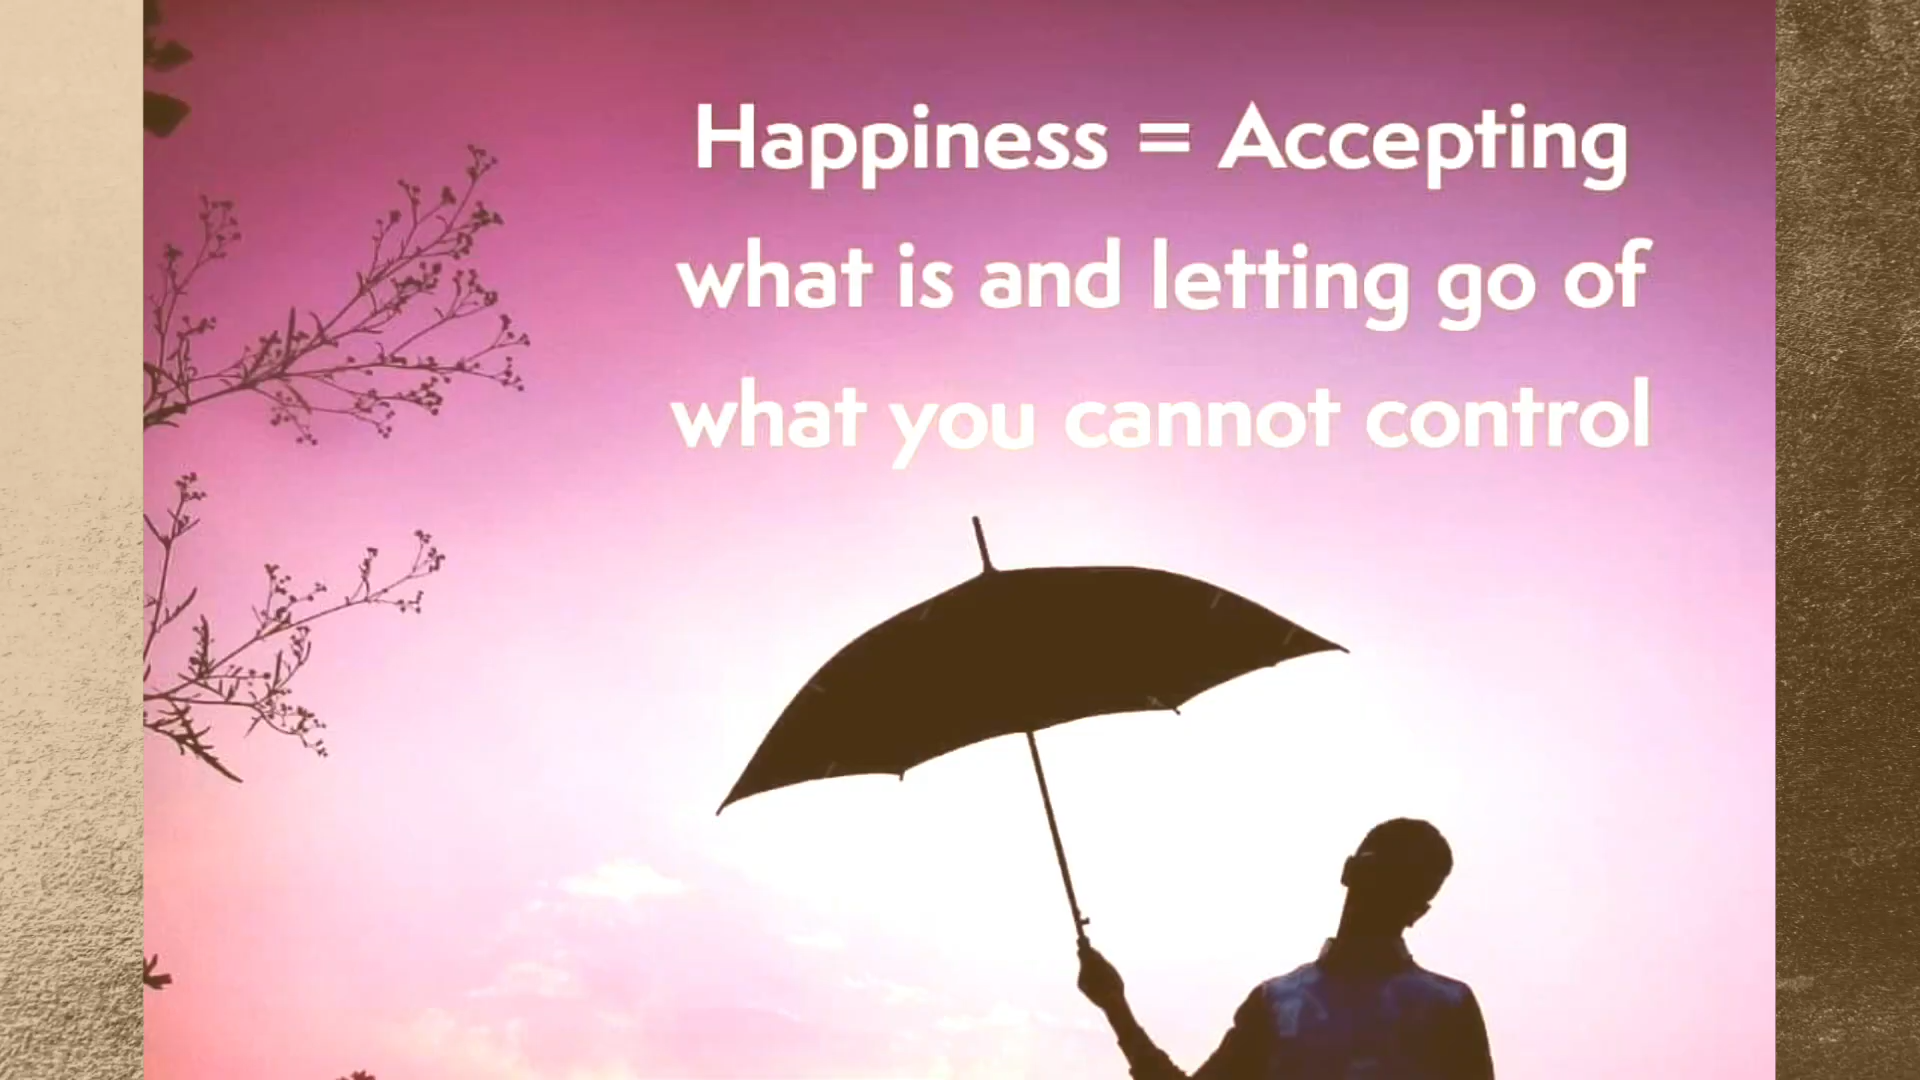 Happiness = Accepting
what is and letting go of
what you cannot control